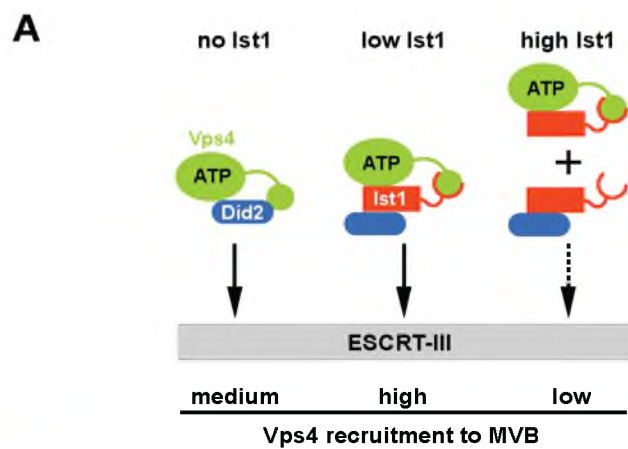 A
no Ist1 low Ist1 high Ist1
ATP
+
Vps4 ATP
ATP
Did2 Ist1
ESCRT-III
medium high low
Vps4 recruitment to MVB